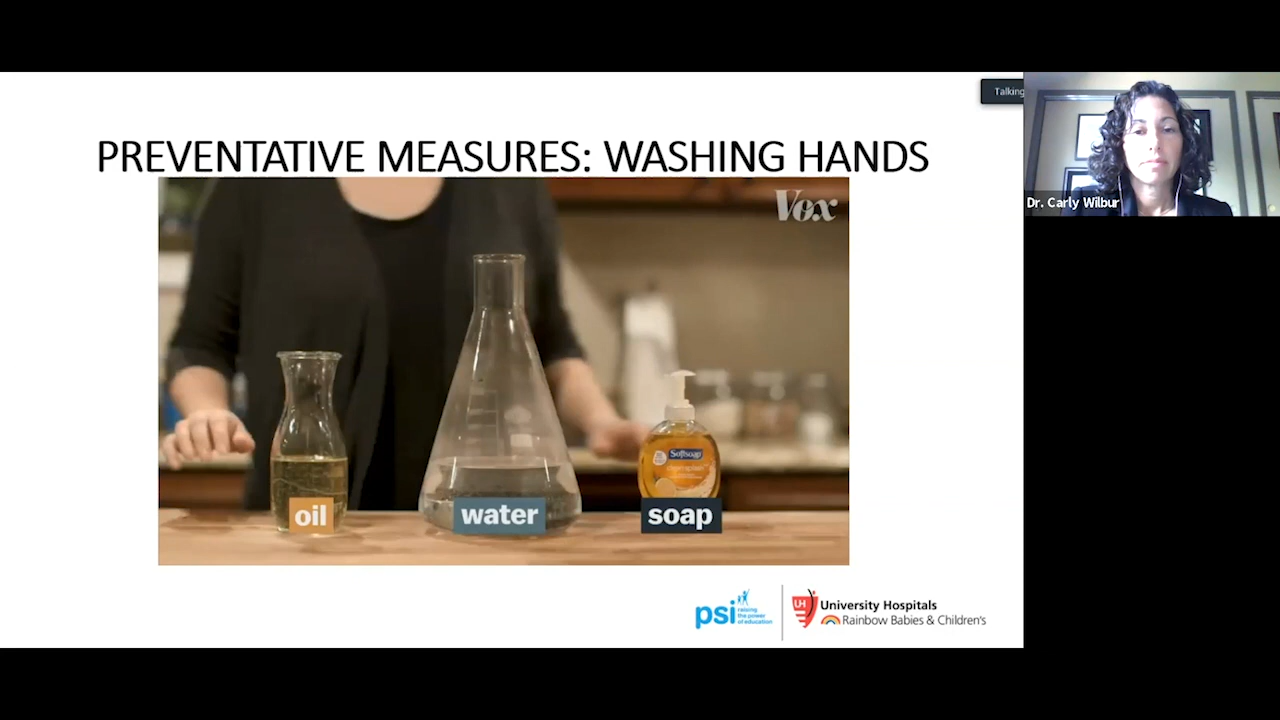 Talking
PREVENTATIVE MEASURES: WASHING HANDS
Dr. Carly Wilbur
Vox
Softsoap
oil
water
soap
psi
raising
the power
of education
UH
University Hospitals
Rainbow Babies & Children's